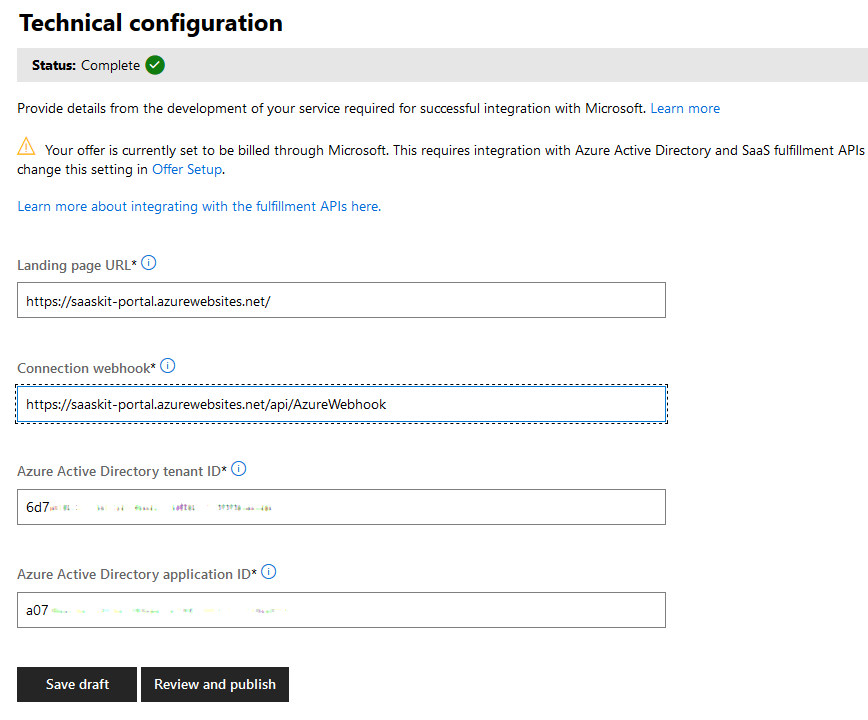 Technical configuration
Status: Complete
Provide details from the development of your service required for successful integration with Microsoft. Learn more
Your offer is currently set to be billed through Microsoft. This requires integration with Azure Active Directory and SaaS fulfillment APIs
change this setting in Offer Setup.
Learn more about integrating with the fulfillment APIs here.
Landing page URL*
https://saaskit-portal.azurewebsites.net/
Connection webhook*
https://saaskit-portal.azurewebsites.net/api/AzureWebhook
Azure Active Directory tenant ID*
6d7
Azure Active Directory application ID*
a07
Save draft Review and publish